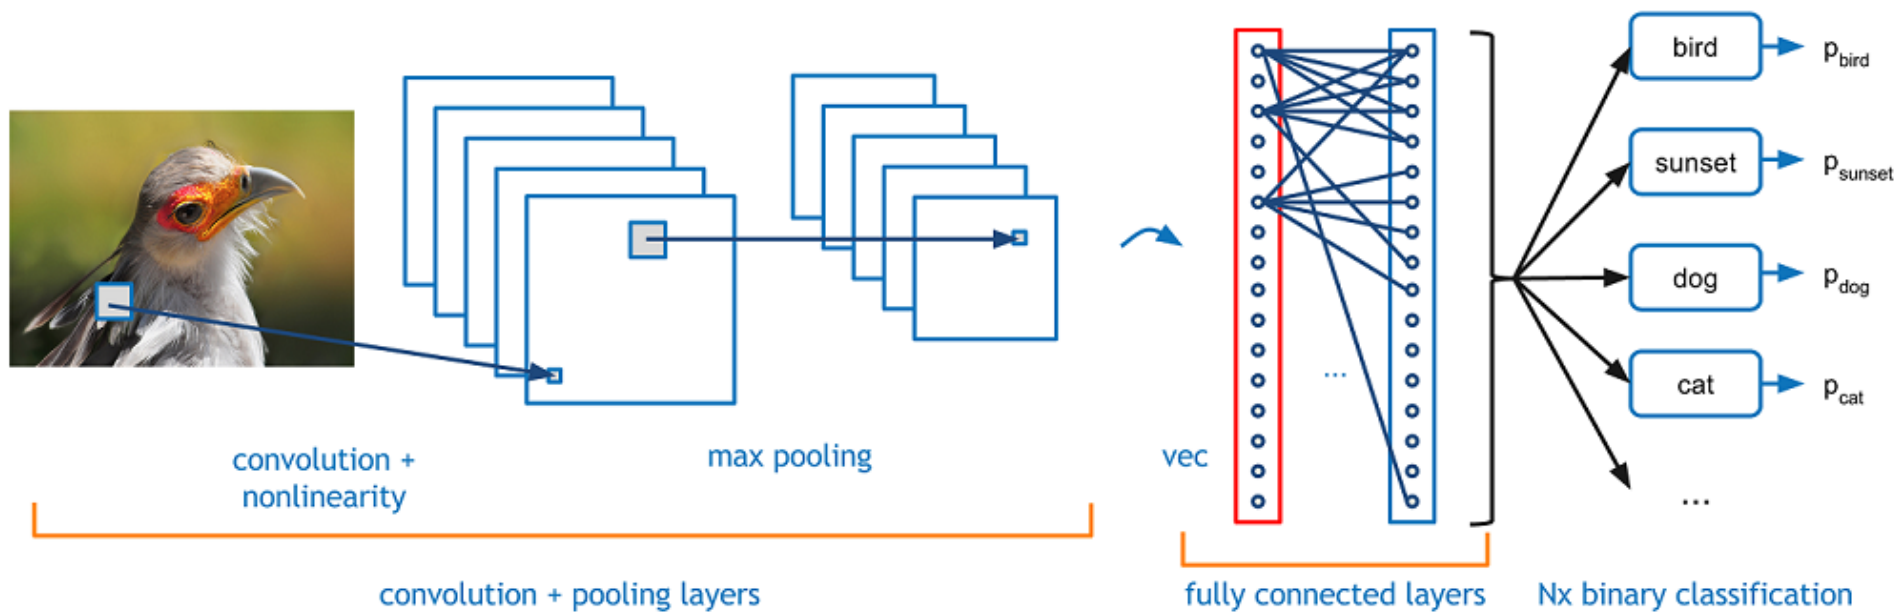 convolution +
nonlinearity
max pooling
vec
convolution + pooling layers
fully connected layers
Nx binary classification
...
bird
p_bird
sunset
p_sunset
dog
p_dog
cat
p_cat
...